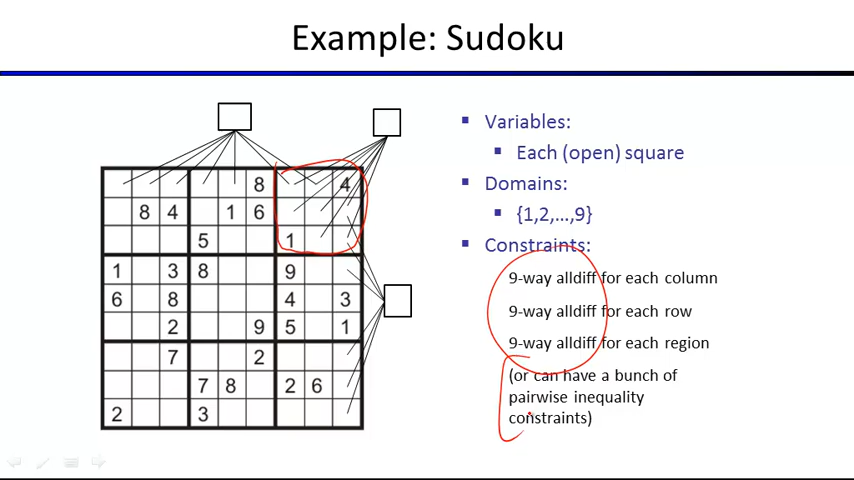 Example: Sudoku
8 4
8 4 1 6
5 1
1 3 8 9
6 8 4 3
2 9 5 1
7 2
7 8 2 6
2 3
▪ Variables:
▪ Each (open) square
▪ Domains:
▪ {1,2,…,9}
▪ Constraints:
9-way alldiff for each column
9-way alldiff for each row
9-way alldiff for each region
(or can have a bunch of
pairwise inequality
constraints)